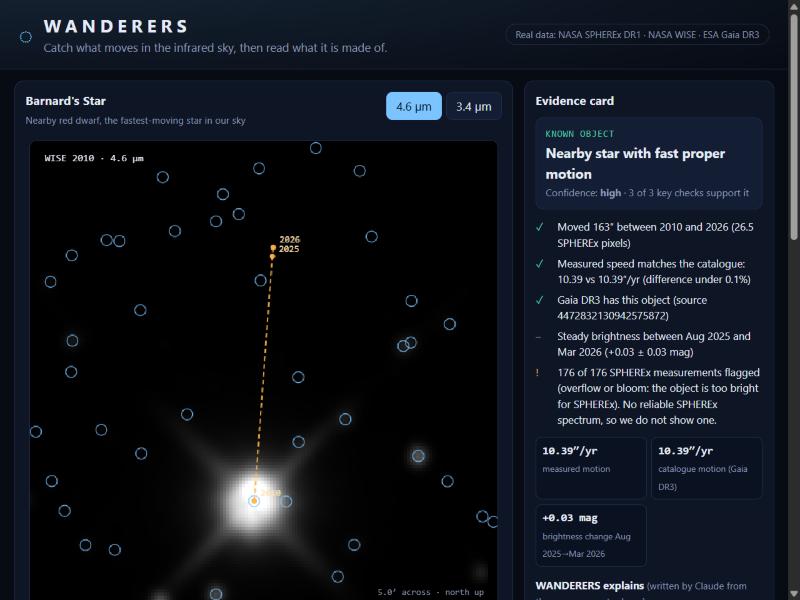 WANDERERS
Catch what moves in the infrared sky, then read what it is made of.
Real data: NASA SPHEREx DR1 · NASA WISE · ESA Gaia DR3
Barnard's Star
Nearby red dwarf, the fastest-moving star in our sky
4.6 μm
3.4 μm
WISE 2010 · 4.6 μm
2026
2025
5.0′ across · north up
Evidence card
KNOWN OBJECT
Nearby star with fast proper
motion
Confidence: high · 3 of 3 key checks support it
✓ Moved 163″ between 2010 and 2026 (26.5
SPHEREx pixels)
✓ Measured speed matches the catalogue:
10.39 vs 10.39″/yr (difference under 0.1%)
✓ Gaia DR3 has this object (source
4472832130942575872)
– Steady brightness between Aug 2025 and
Mar 2026 (+0.03 ± 0.03 mag)
! 176 of 176 SPHEREx measurements flagged
(overflow or bloom: the object is too bright
for SPHEREx). No reliable SPHEREx
spectrum, so we do not show one.
10.39″/yr
measured motion
10.39″/yr
catalogue motion (Gaia
DR3)
+0.03 mag
brightness change Aug
2025→Mar 2026
WANDERERS explains (written by Claude from